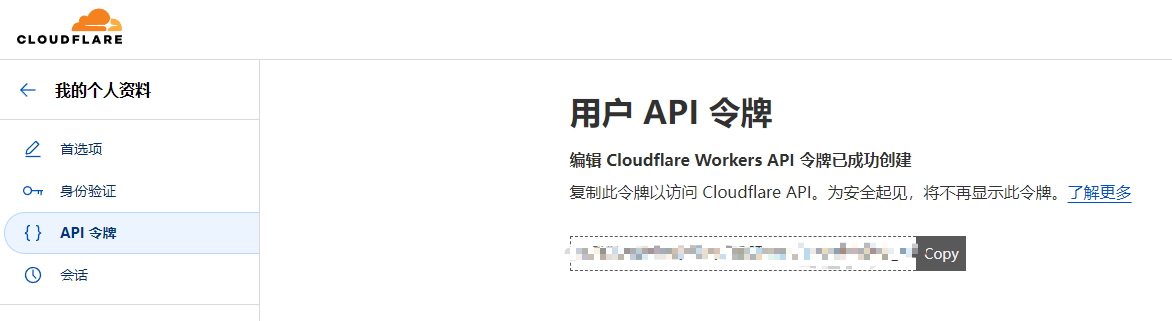 CLOUDFLARE
我的个人资料
首选项
身份验证
API 令牌
会话
用户 API 令牌
编辑 Cloudflare Workers API 令牌已成功创建
复制此令牌以访问 Cloudflare API。为安全起见，将不再显示此令牌。了解更多
Copy